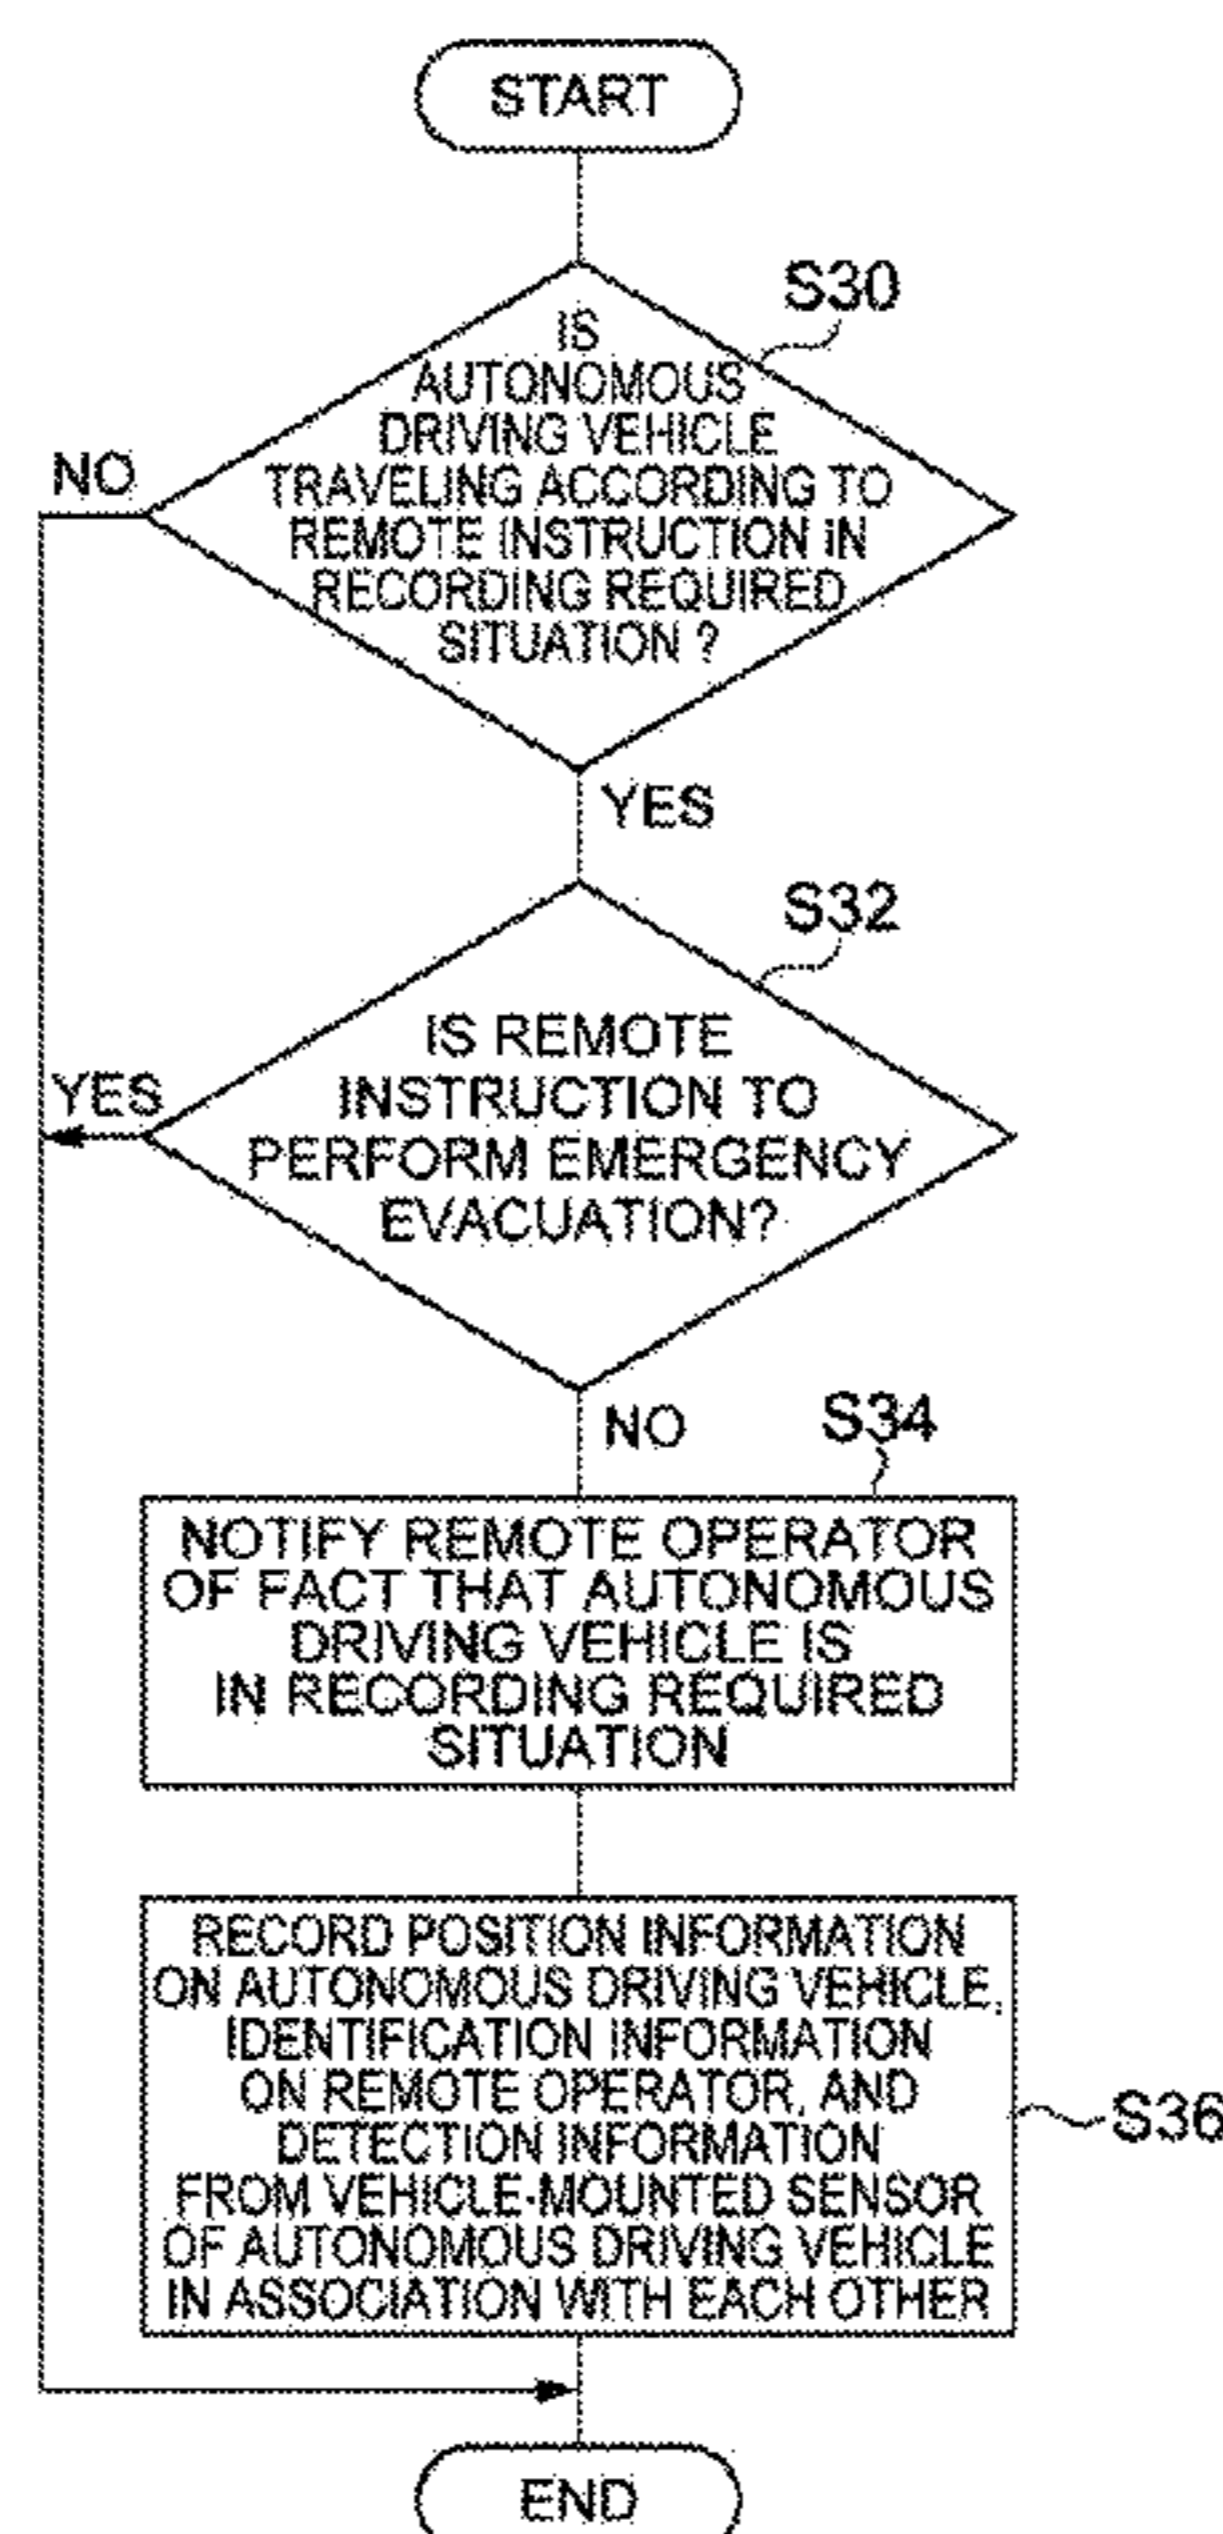 START
S30
IS
AUTONOMOUS
DRIVING VEHICLE
TRAVELING ACCORDING TO
REMOTE INSTRUCTION IN
RECORDING REQUIRED
SITUATION ?
NO
YES
S32
IS REMOTE
INSTRUCTION TO
PERFORM EMERGENCY
EVACUATION?
YES
NO
S34
NOTIFY REMOTE OPERATOR
OF FACT THAT AUTONOMOUS
DRIVING VEHICLE IS
IN RECORDING REQUIRED
SITUATION
RECORD POSITION INFORMATION
ON AUTONOMOUS DRIVING VEHICLE,
IDENTIFICATION INFORMATION
ON REMOTE OPERATOR, AND
DETECTION INFORMATION
FROM VEHICLE-MOUNTED SENSOR
OF AUTONOMOUS DRIVING VEHICLE
IN ASSOCIATION WITH EACH OTHER
S36
END